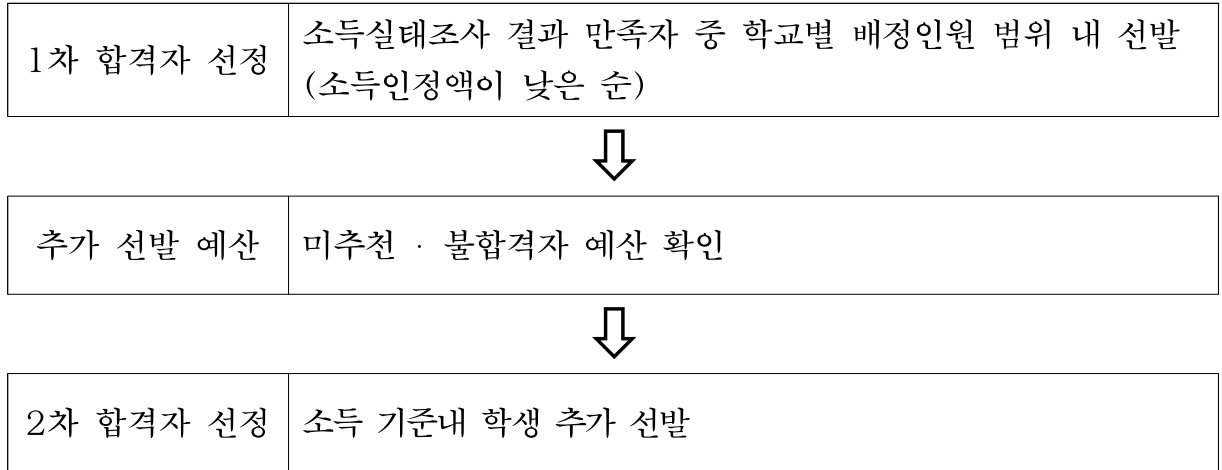 1차 합격자 선정
소득실태조사 결과 만족자 중 학교별 배정인원 범위 내 선발
(소득인정액이 낮은 순)
추가 선발 예산
미추천 · 불합격자 예산 확인
2차 합격자 선정
소득 기준내 학생 추가 선발